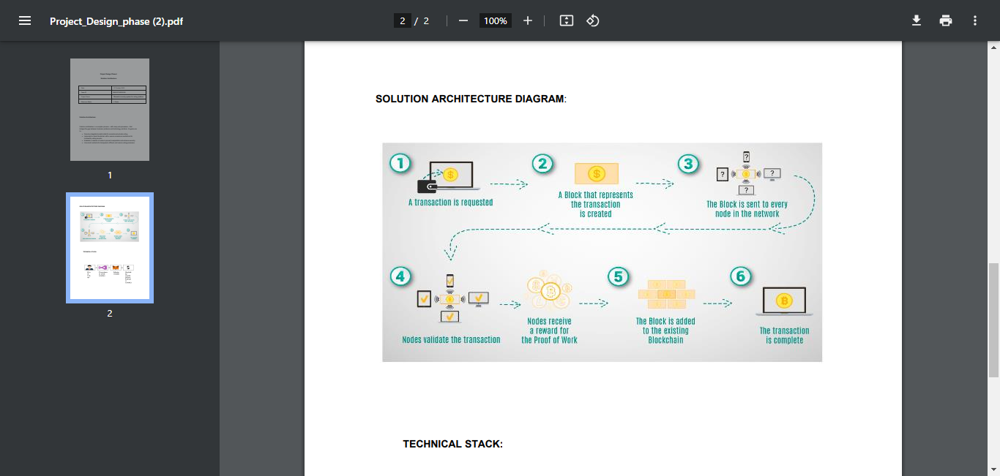 Project_Design_phase (2).pdf
2 / 2
100%
1
2
SOLUTION ARCHITECTURE DIAGRAM:
1
A transaction is requested
2
A Block that represents
the transaction
is created
3
The Block is sent to every
node in the network
4
Nodes validate the transaction
Nodes receive
a reward for
the Proof of Work
5
The Block is added
to the existing
Blockchain
6
The transaction
is complete
TECHNICAL STACK: